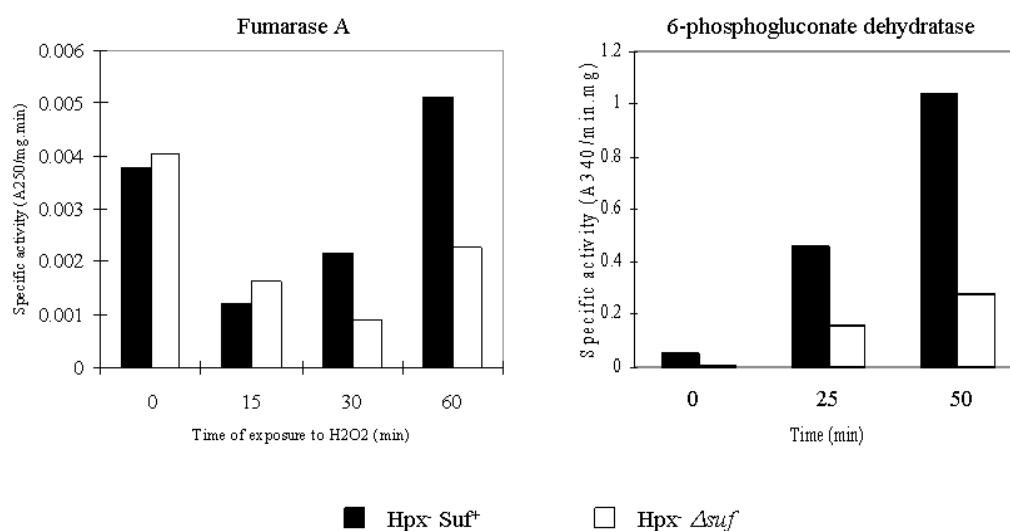 Fumarase A
Specific activity (A250/mg.min)
0.006
0.005
0.004
0.003
0.002
0.001
0
0 15 30 60
Time of exposure to H2O2 (min)
6-phosphogluconate dehydratase
Specific activity (A340/min.mg)
1.2
1
0.8
0.6
0.4
0.2
0
0 25 50
Time (min)
Hpx- Suf+ Hpx- Δsuf